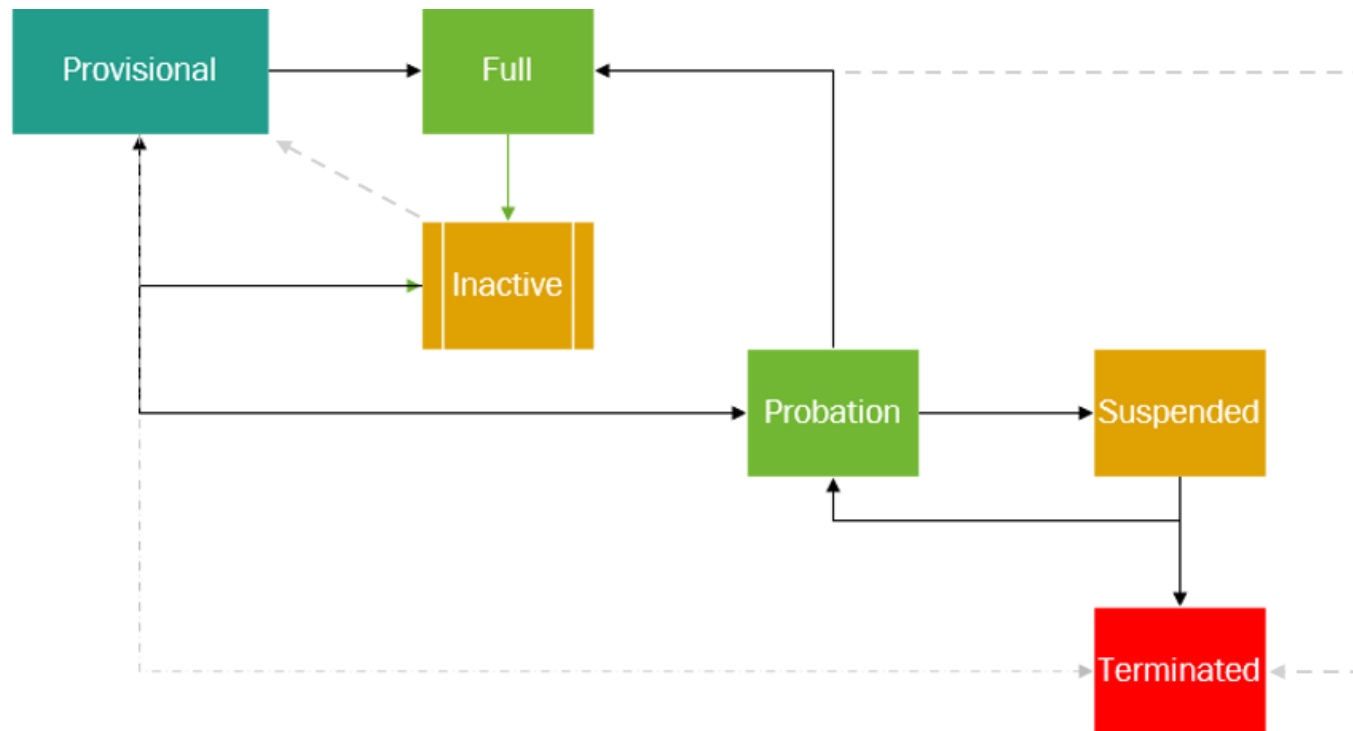 Provisional
Full
Inactive
Probation
Suspended
Terminated